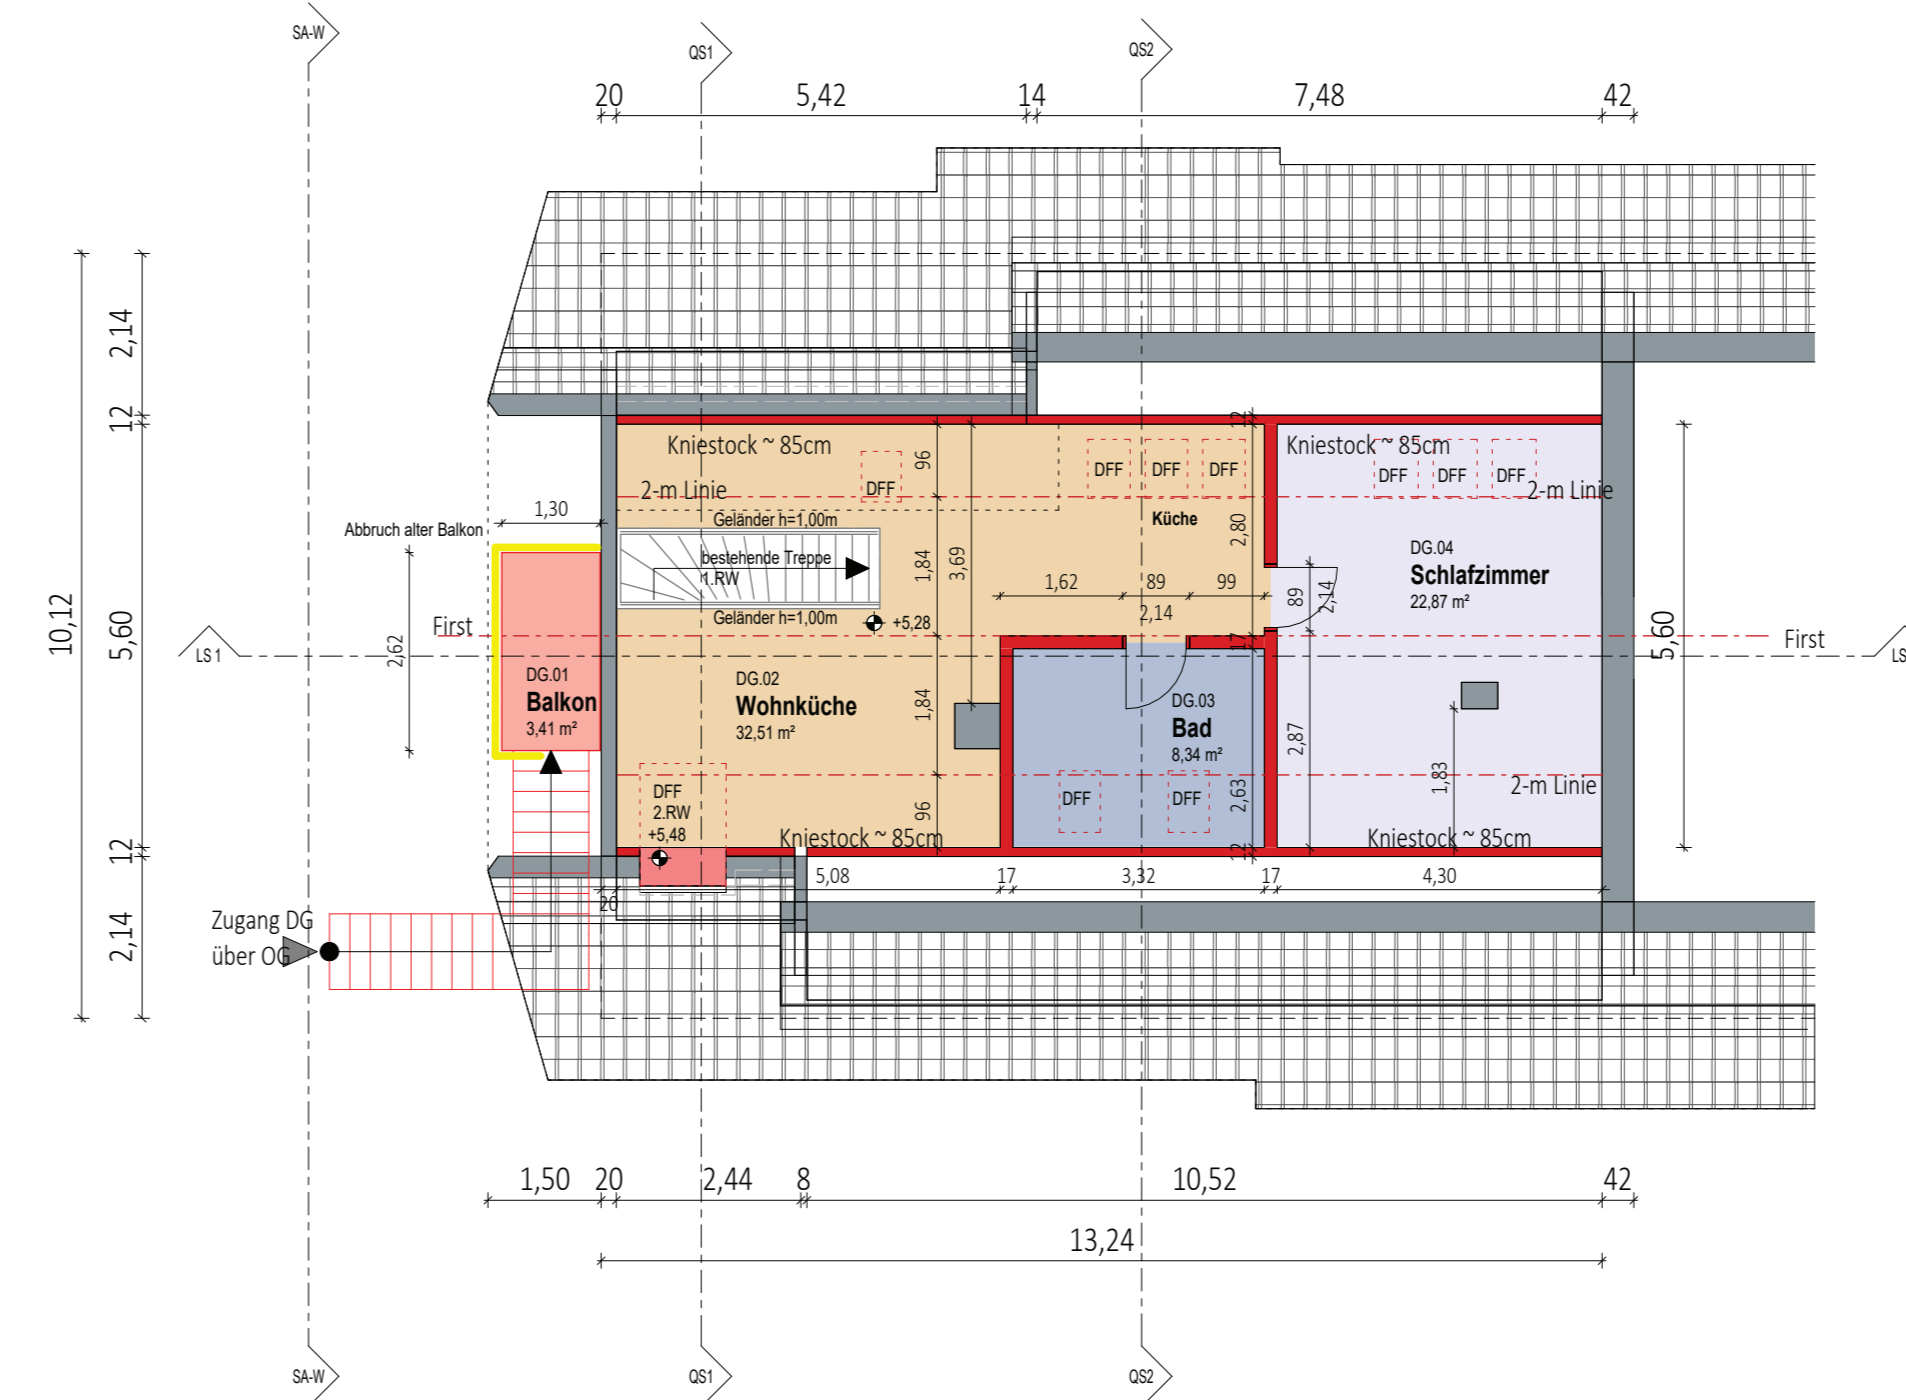 SA-W
QS1
QS2
20
5,42
14
7,48
42
2,14
12
5,60
12
2,14
10,12
Kniestock ~ 85cm
Kniestock ~ 85cm
96
DFF
DFF
DFF
DFF
DFF
DFF
DFF
12
2-m Linie
2-m Linie
1,30
Abbruch alter Balkon
Geländer h=1,00m
Küche
2,80
bestehende Treppe
1.RW
1,84
3,69
DG.04
Schlafzimmer
22,87 m²
1,62
89
99
2,14
89
2,14
Geländer h=1,00m
+5,28
First
First
17
5,60
LS 1
LS
2,62
DG.01
Balkon
3,41 m²
DG.02
Wohnküche
32,51 m²
1,84
DG.03
Bad
8,34 m²
2,87
1,83
2-m Linie
DFF
2.RW
+5,48
DFF
DFF
96
2,63
Kniestock ~ 85cm
Kniestock ~ 85cm
12
20
5,08
17
3,32
17
4,30
Zugang DG
über OG
1,50
20
2,44
8
10,52
42
13,24
SA-W
QS1
QS2